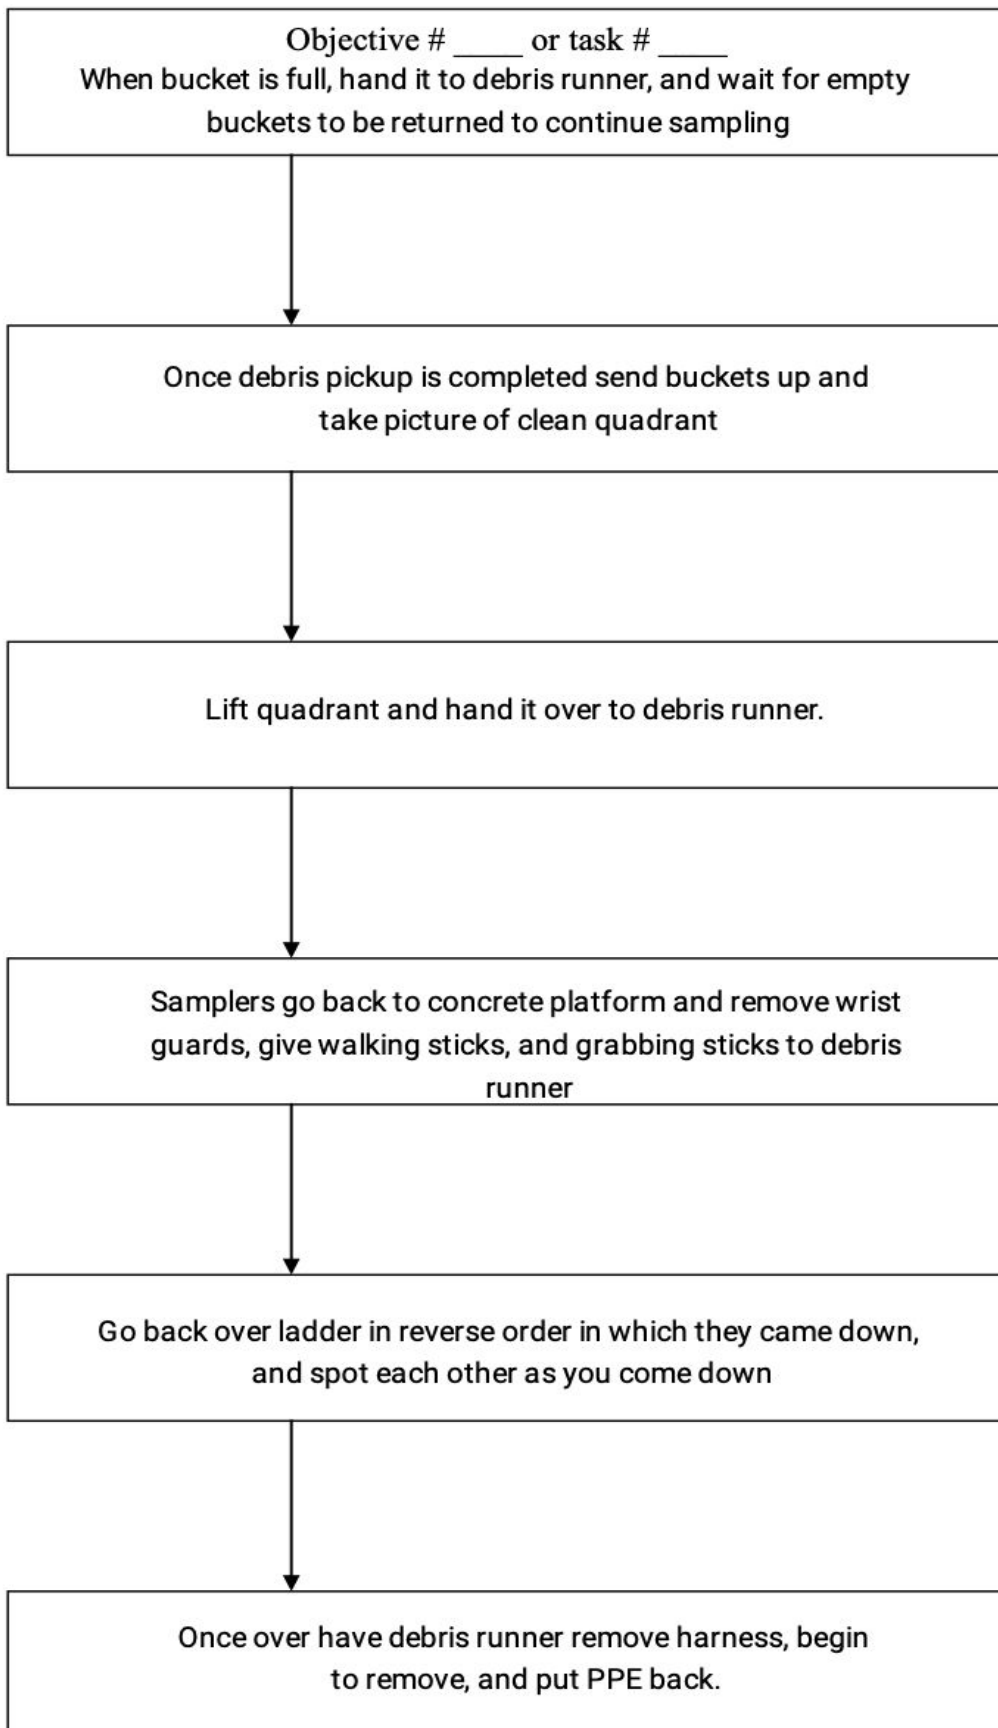 Objective # ____ or task # ____
When bucket is full, hand it to debris runner, and wait for empty
buckets to be returned to continue sampling
Once debris pickup is completed send buckets up and
take picture of clean quadrant
Lift quadrant and hand it over to debris runner.
Samplers go back to concrete platform and remove wrist
guards, give walking sticks, and grabbing sticks to debris
runner
Go back over ladder in reverse order in which they came down,
and spot each other as you come down
Once over have debris runner remove harness, begin
to remove, and put PPE back.